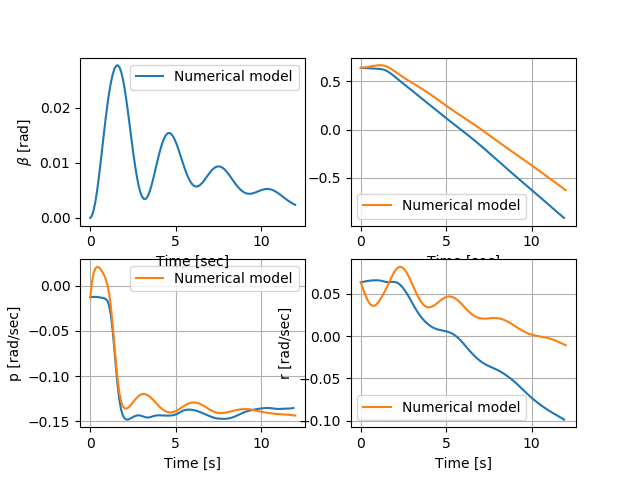 Numerical model
0.02
0.01
0.00
β [rad]
0
5
10
Time [sec]
0.5
0.0
−0.5
Numerical model
0
5
10
0.00
−0.05
−0.10
−0.15
p [rad/sec]
Numerical model
0
5
10
Time [s]
0.05
0.00
−0.05
−0.10
r [rad/sec]
Numerical model
0
5
10
Time [s]